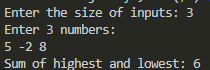 Enter the size of inputs: 3
Enter 3 numbers:
5 -2 8
Sum of highest and lowest: 6